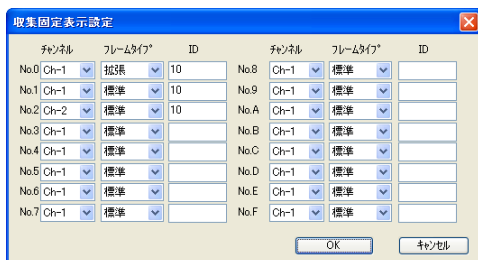 収集固定表示設定
チャンネル フレームタイプ ID チャンネル フレームタイプ ID
No.0 Ch-1 拡張 10 No.8 Ch-1 標準
No.1 Ch-1 標準 10 No.9 Ch-1 標準
No.2 Ch-2 標準 10 No.A Ch-1 標準
No.3 Ch-1 標準 No.B Ch-1 標準
No.4 Ch-1 標準 No.C Ch-1 標準
No.5 Ch-1 標準 No.D Ch-1 標準
No.6 Ch-1 標準 No.E Ch-1 標準
No.7 Ch-1 標準 No.F Ch-1 標準
OK キャンセル